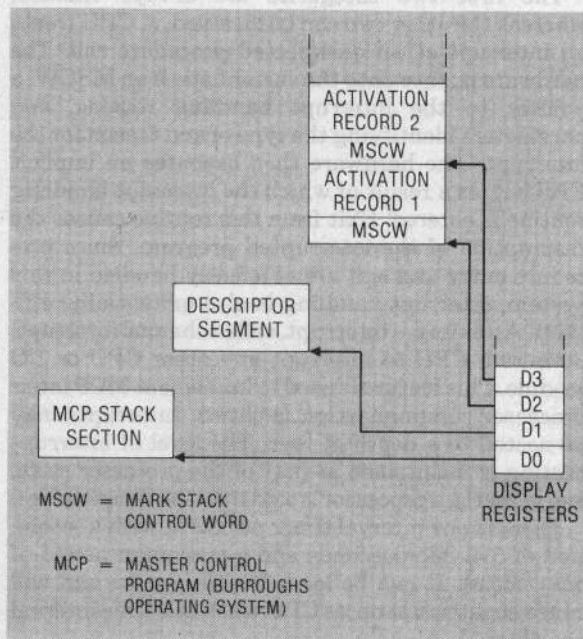 ACTIVATION
RECORD 2
MSCW
ACTIVATION
RECORD 1
MSCW
DESCRIPTOR
SEGMENT
MCP STACK
SECTION
D3
D2
D1
D0
DISPLAY
REGISTERS
MSCW = MARK STACK
CONTROL WORD
MCP = MASTER CONTROL
PROGRAM (BURROUGHS
OPERATING SYSTEM)